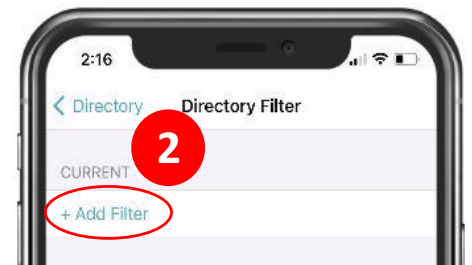 2:16
Directory Directory Filter
2
CURRENT
+ Add Filter